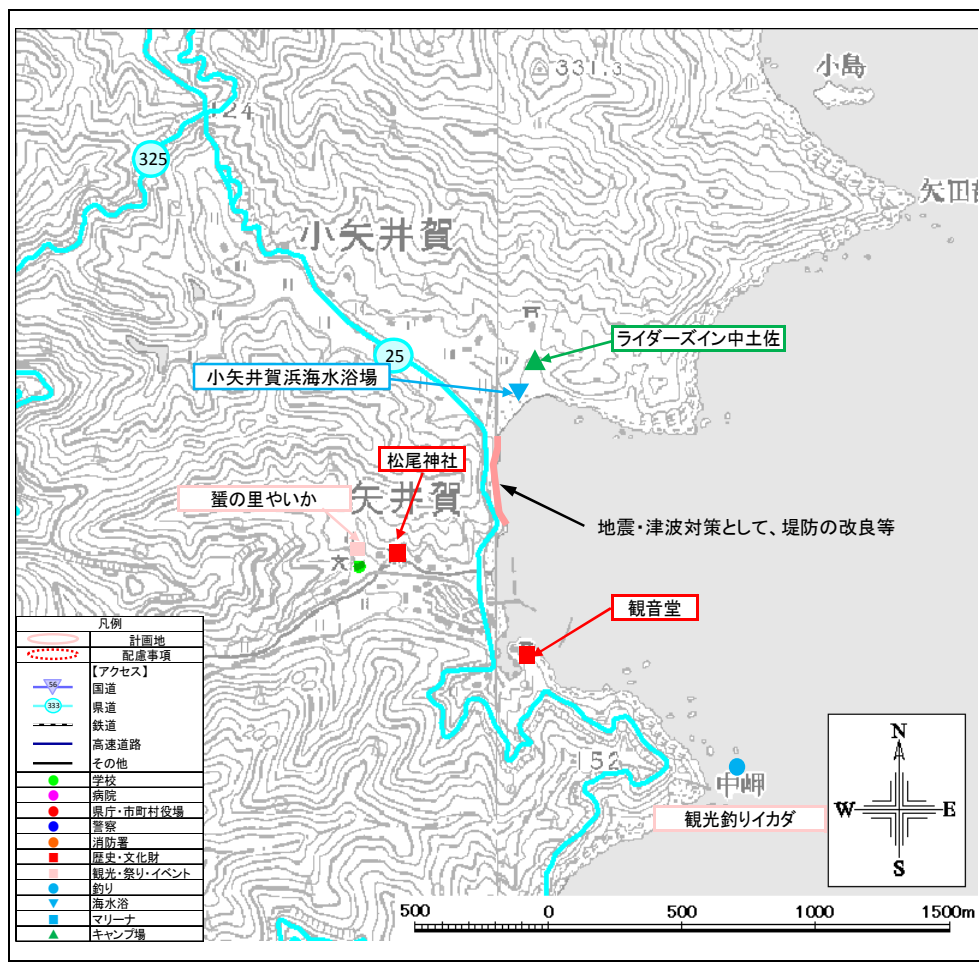 331.3
小島
124
325
小矢井賀
ライダーズイン中土佐
25
小矢井賀浜海水浴場
松尾神社
蜑の里やいか
矢井賀
地震・津波対策として、堤防の改良等
観音堂
152
中岬
観光釣りイカダ
N
W E
S
500 0 500 1000 1500m
凡例
計画地
配慮事項
【アクセス】
56 国道
333 県道
鉄道
高速道路
その他
学校
病院
県庁・市町村役場
警察
消防署
歴史・文化財
観光・祭り・イベント
釣り
海水浴
マリーナ
キャンプ場